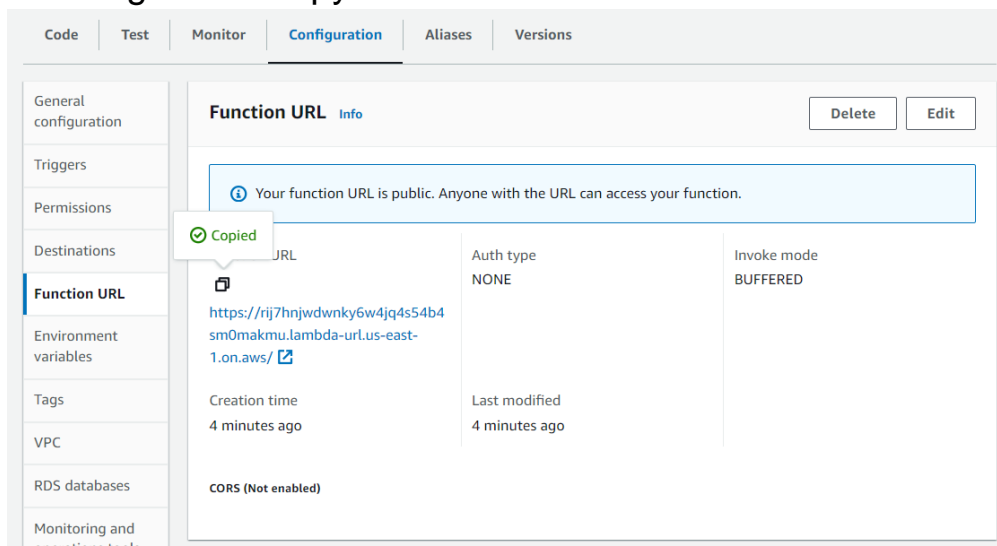 Code Test Monitor Configuration Aliases Versions
General
configuration
Triggers
Permissions
Destinations
Function URL
Environment
variables
Tags
VPC
RDS databases
Monitoring and
Function URL Info
Delete Edit
Your function URL is public. Anyone with the URL can access your function.
Copied
URL
https://rij7hnjwdwnky6w4jq4s54b4
sm0makmu.lambda-url.us-east-
1.on.aws/
Auth type
NONE
Invoke mode
BUFFERED
Creation time
4 minutes ago
Last modified
4 minutes ago
CORS (Not enabled)